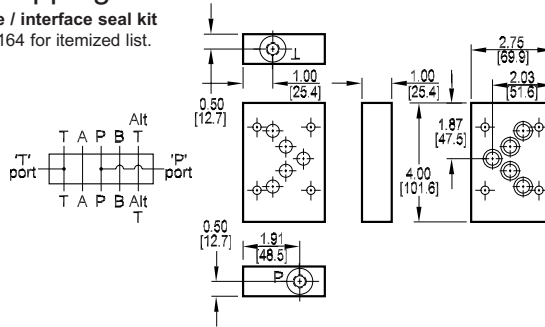 e / interface seal kit
164 for itemized list.
T
1.00
[25.4]
0.50
[12.7]
1.00
[25.4]
2.75
[69.9]
2.03
[51.6]
1.87
[47.5]
4.00
[101.6]
Alt
T A P B T
'T'
port
'P'
port
T A P B Alt
T
0.50
[12.7]
1.91
[48.5]
P